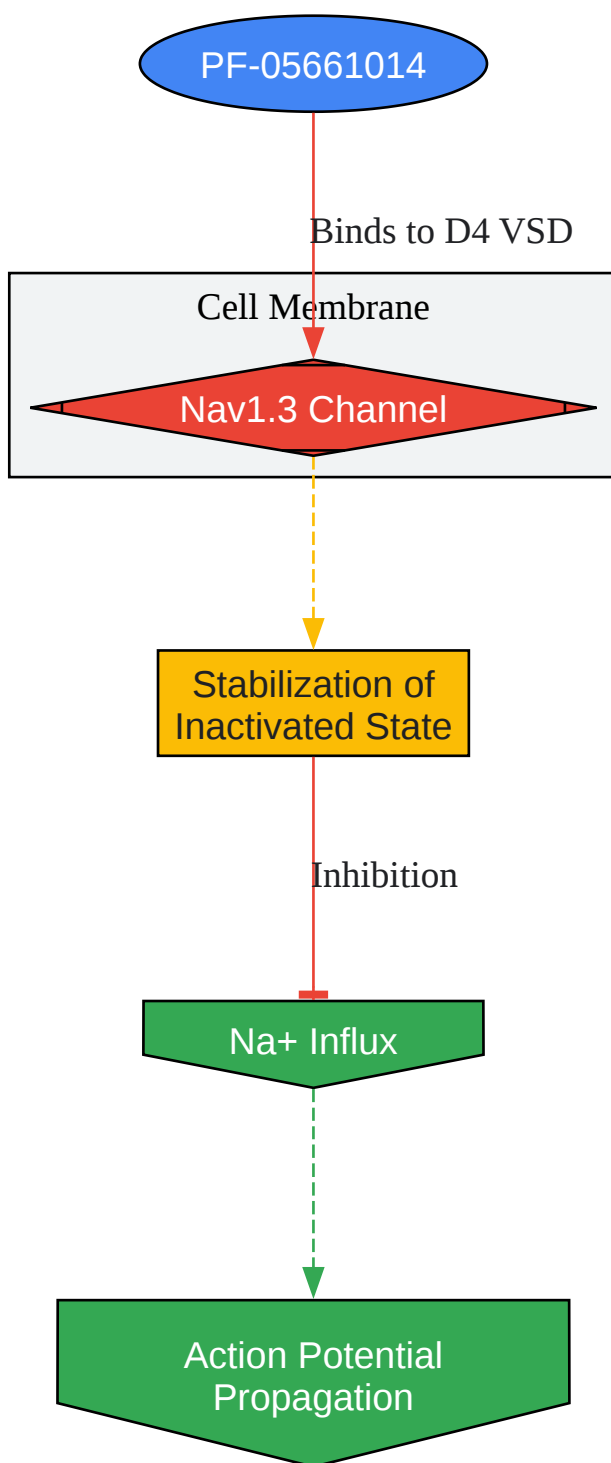 PF-05661014
Binds to D4 VSD
Cell Membrane
Nav1.3 Channel
Stabilization of
Inactivated State
Inhibition
Na+ Influx
Action Potential
Propagation